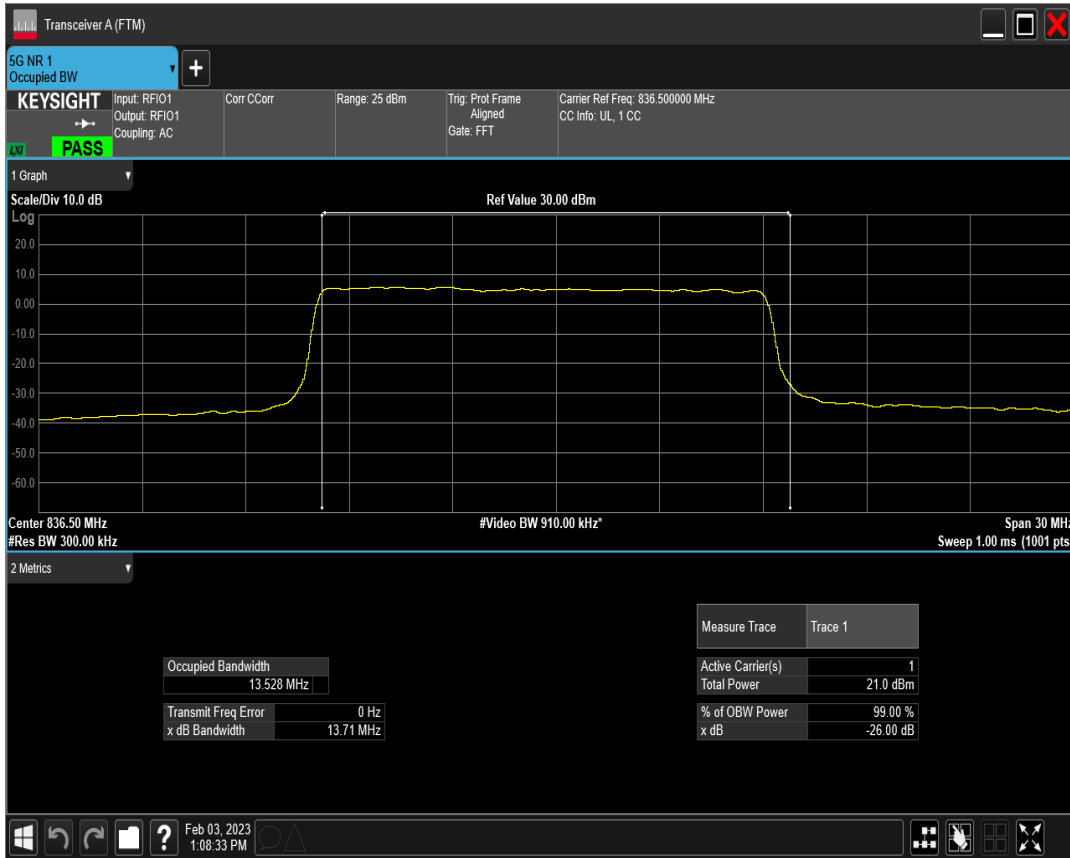 Transceiver A (FTM)
5G NR 1
Occupied BW
+
KEYSIGHT
LXI
PASS
Input: RFIO1
Output: RFIO1
Coupling: AC
Corr CCorr
Range: 25 dBm
Trig: Prot Frame
Aligned
Gate: FFT
Carrier Ref Freq: 836.500000 MHz
CC Info: UL, 1 CC
1 Graph
Scale/Div 10.0 dB
Ref Value 30.00 dBm
Log
20.0
10.0
0.00
-10.0
-20.0
-30.0
-40.0
-50.0
-60.0
Center 836.50 MHz
#Video BW 910.00 kHz*
Span 30 MHz
#Res BW 300.00 kHz
Sweep 1.00 ms (1001 pts
2 Metrics
Measure Trace Trace 1
Occupied Bandwidth
13.528 MHz
Active Carrier(s) 1
Total Power 21.0 dBm
Transmit Freq Error 0 Hz
x dB Bandwidth 13.71 MHz
% of OBW Power 99.00 %
x dB -26.00 dB
?
Feb 03, 2023
1:08:33 PM